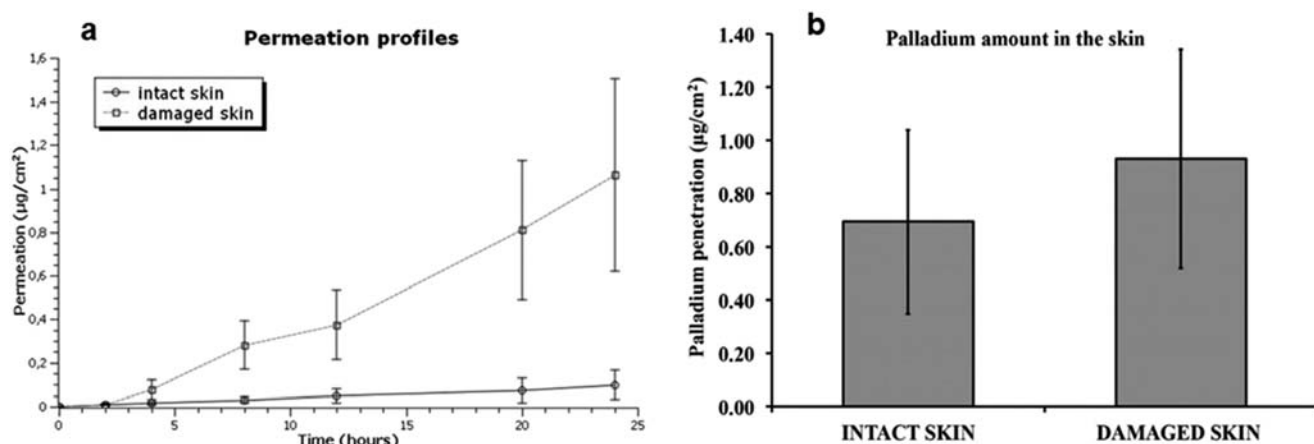 a
Permeation profiles
intact skin
damaged skin
Permeation (µg/cm²)
1,6
1,4
1,2
1
0,8
0,6
0,4
0,2
0
0 5 10 15 20 25
Time (hours)
b
Palladium amount in the skin
Palladium penetration (µg/cm²)
1.40
1.20
1.00
0.80
0.60
0.40
0.20
0.00
INTACT SKIN DAMAGED SKIN